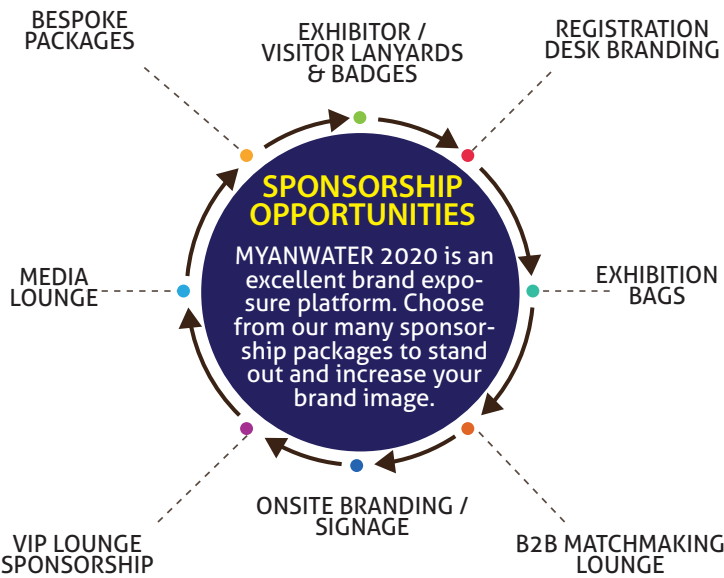 BESPOKE
PACKAGES
EXHIBITOR /
VISITOR LANYARDS
& BADGES
REGISTRATION
DESK BRANDING
SPONSORSHIP
OPPORTUNITIES
MYANWATER 2020 is an
excellent brand expo-
sure platform. Choose
from our many sponsor-
ship packages to stand
out and increase your
brand image.
MEDIA
LOUNGE
EXHIBITION
BAGS
VIP LOUNGE
SPONSORSHIP
ONSITE BRANDING /
SIGNAGE
B2B MATCHMAKING
LOUNGE